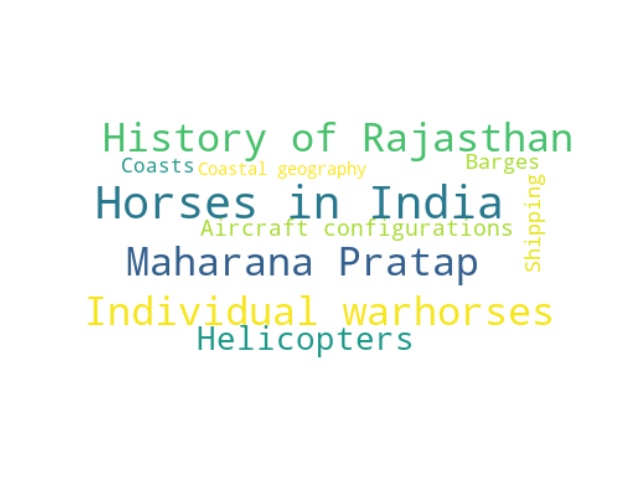 History of Rajasthan
Coasts
Coastal geography
Barges
Shipping
Horses in India
Aircraft configurations
Maharana Pratap
Individual warhorses
Helicopters